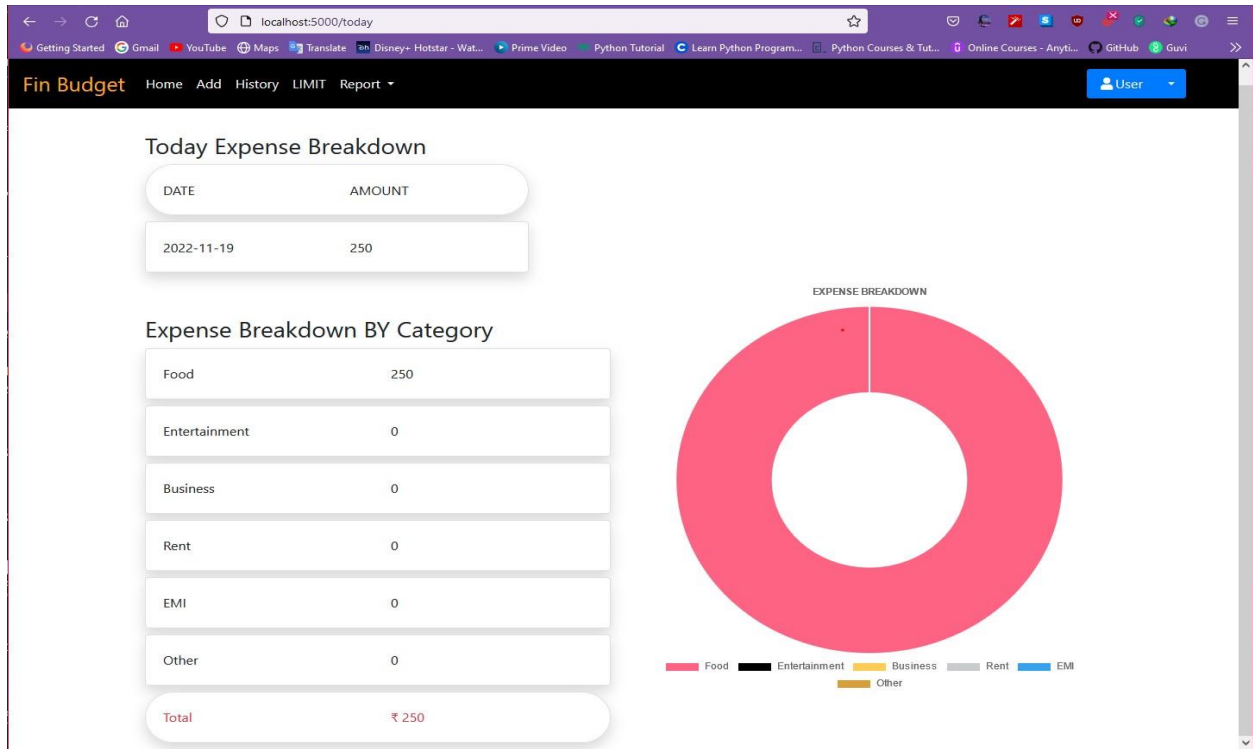 localhost:5000/today
Getting Started Gmail YouTube Maps Translate Disney+ Hotstar - Wat... Prime Video Python Tutorial Learn Python Program... Python Courses & Tut... Online Courses - Anyti... GitHub Guvi
Fin Budget Home Add History LIMIT Report User
Today Expense Breakdown
DATE AMOUNT
2022-11-19 250
Expense Breakdown BY Category
Food 250
Entertainment 0
Business 0
Rent 0
EMI 0
Other 0
Total ₹ 250
EXPENSE BREAKDOWN
Food Entertainment Business Rent EMI
Other